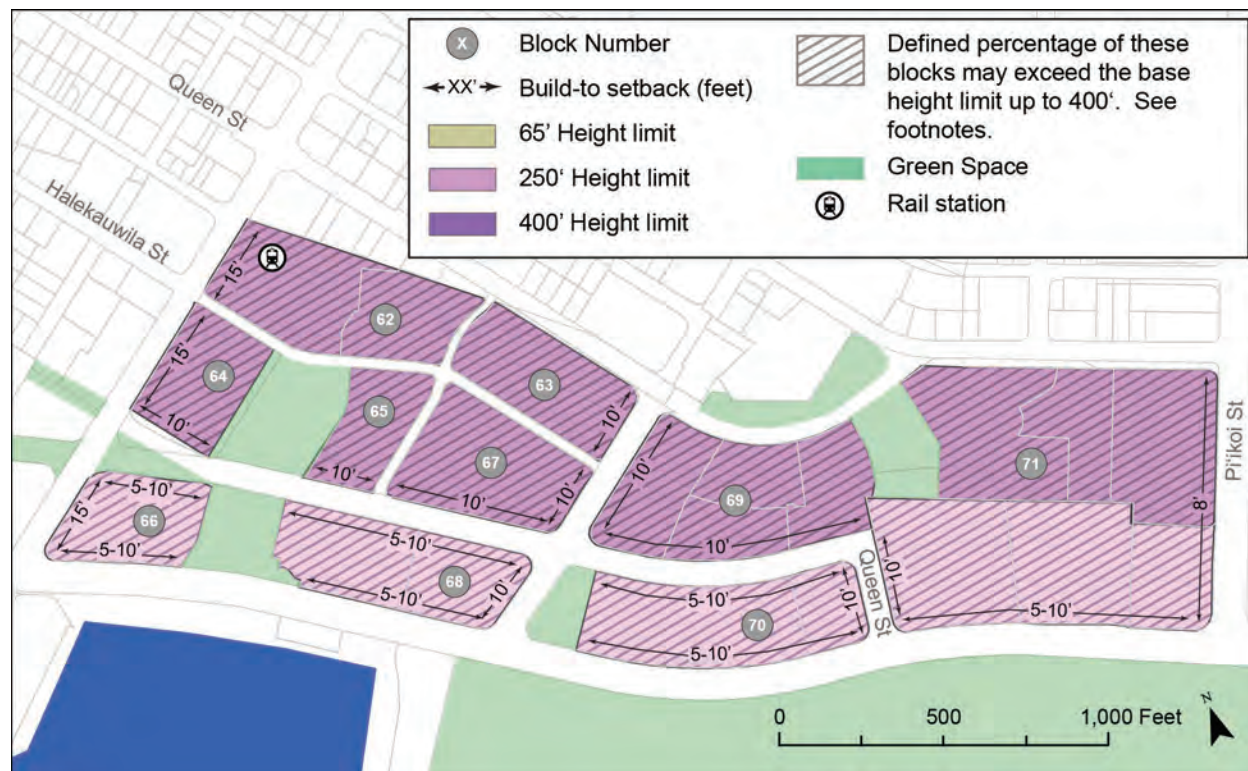 X
Block Number
XX'
Build-to setback (feet)
65' Height limit
250' Height limit
400' Height limit
Defined percentage of these
blocks may exceed the base
height limit up to 400'. See
footnotes.
Green Space
Rail station
Queen St
Halekauwila St
15'
62
15'
64
10'
65
10'
63
10'
67
10'
10'
10'
69
10'
71
8'
Pi'ikoi St
15'
5-10'
66
5-10'
5-10'
68
5-10'
10'
5-10'
70
5-10'
10'
Queen St
10'
5-10'
0
500
1,000 Feet
N